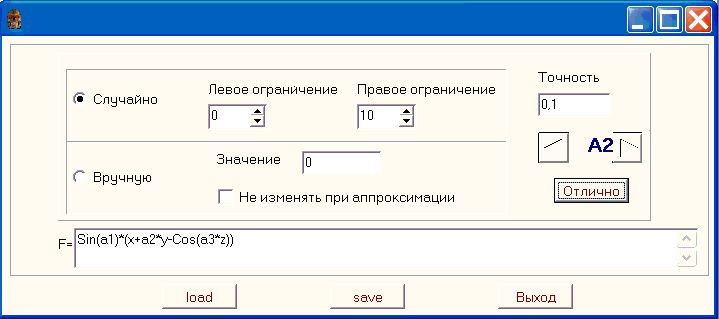 Левое ограничение Правое ограничение Точность
Случайно 0 10 0,1
A2
Значение 0
Вручную Отлично
Не изменять при аппроксимации
F= Sin(a1)*(x+a2*y-Cos(a3*z))
load save Выход